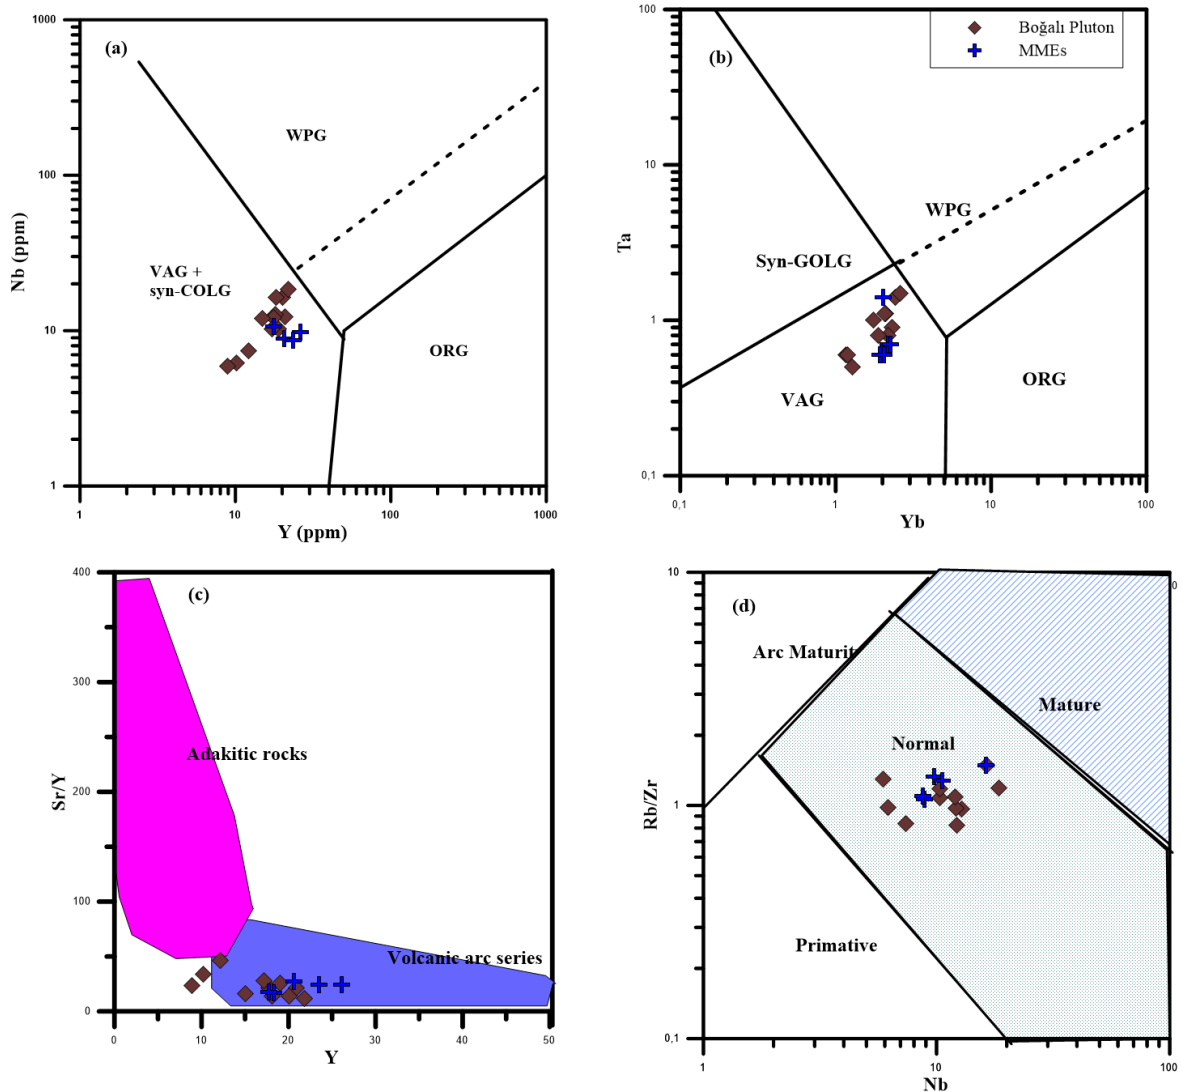 (a)
1000
100
10
1
Nb (ppm)
WPG
VAG +
syn-COLG
ORG
1
10
100
1000
Y (ppm)
(b)
Boğalı Pluton
MMEs
100
10
1
0,1
Ta
WPG
Syn-GOLG
VAG
ORG
0,1
1
10
100
Yb
(c)
400
300
200
100
0
Sr/Y
Adakitic rocks
Volcanic arc series
0
10
20
30
40
50
Y
(d)
10
1
0,1
Rb/Zr
0
Arc Maturit
Mature
Normal
Primative
1
10
100
Nb